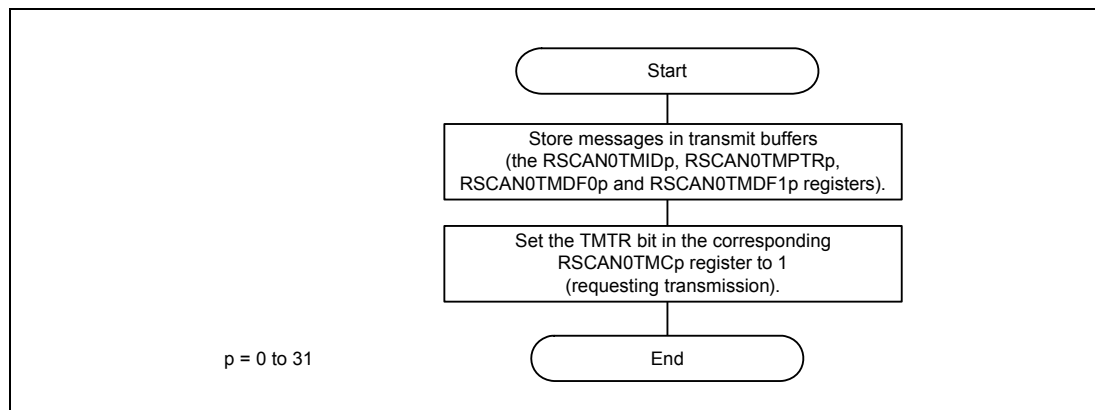 Start
Store messages in transmit buffers
(the RSCAN0TMIDp, RSCAN0TMPTRp,
RSCAN0TMDF0p and RSCAN0TMDF1p registers).
Set the TMTR bit in the corresponding
RSCAN0TMCp register to 1
(requesting transmission).
p = 0 to 31
End